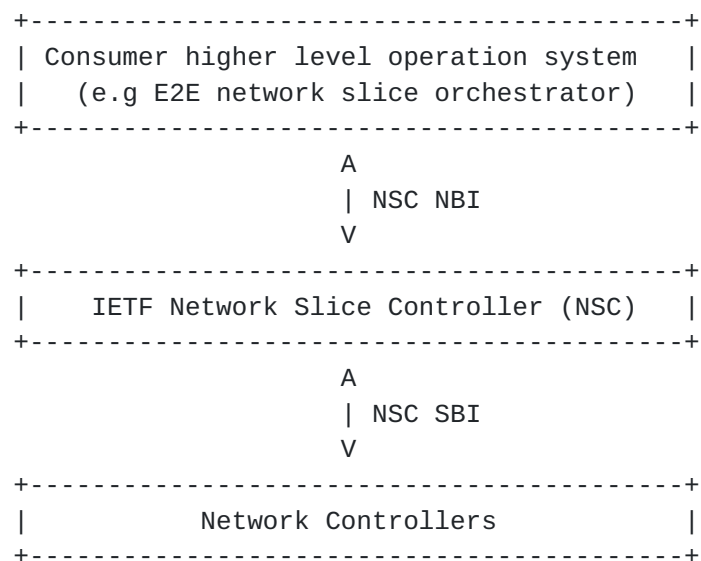 +------------------------------------------+
| Consumer higher level operation system   |
|   (e.g E2E network slice orchestrator)   |
+------------------------------------------+
                     A
                     | NSC NBI
                     V
+------------------------------------------+
|    IETF Network Slice Controller (NSC)   |
+------------------------------------------+
                     A
                     | NSC SBI
                     V
+------------------------------------------+
|           Network Controllers            |
+------------------------------------------+